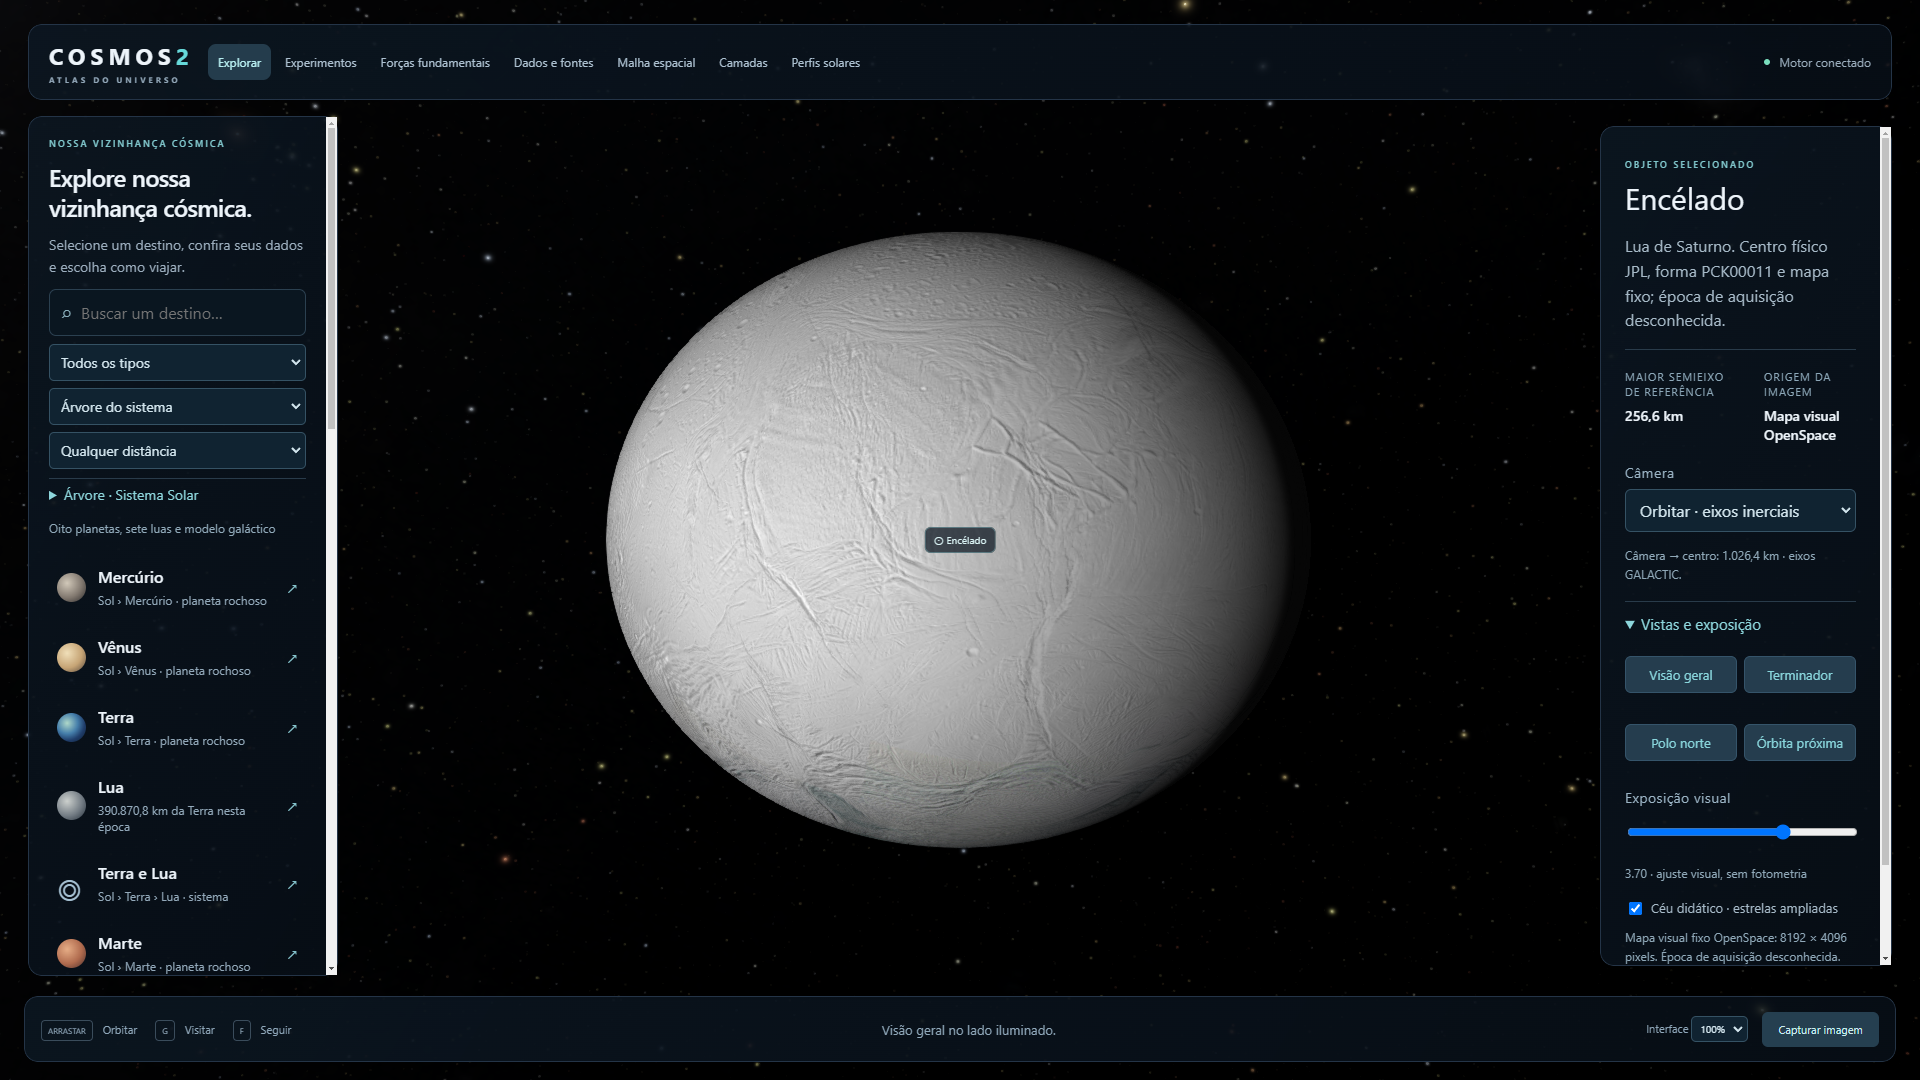 COSMOS2
ATLAS DO UNIVERSO
Explorar
Experimentos
Forças fundamentais
Dados e fontes
Malha espacial
Camadas
Perfis solares
Motor conectado
NOSSA VIZINHANÇA CÓSMICA
Explore nossa
vizinhança cósmica.
Selecione um destino, confira seus dados
e escolha como viajar.
Buscar um destino...
Todos os tipos
Árvore do sistema
Qualquer distância
Árvore · Sistema Solar
Oito planetas, sete luas e modelo galáctico
Mercúrio
Sol › Mercúrio · planeta rochoso
Vênus
Sol › Vênus · planeta rochoso
Terra
Sol › Terra · planeta rochoso
Lua
390.870,8 km da Terra nesta
época
Terra e Lua
Sol › Terra › Lua · sistema
Marte
Sol › Marte · planeta rochoso
Encélado
OBJETO SELECIONADO
Encélado
Lua de Saturno. Centro físico
JPL, forma PCK00011 e mapa
fixo; época de aquisição
desconhecida.
MAIOR SEMIEIXO
DE REFERÊNCIA
256,6 km
ORIGEM DA
IMAGEM
Mapa visual
OpenSpace
Câmera
Orbitar · eixos inerciais
Câmera → centro: 1.026,4 km · eixos
GALACTIC.
Vistas e exposição
Visão geral
Terminador
Polo norte
Órbita próxima
Exposição visual
3.70 · ajuste visual, sem fotometria
Céu didático · estrelas ampliadas
Mapa visual fixo OpenSpace: 8192 × 4096
pixels. Época de aquisição desconhecida.
ARRASTAR Orbitar
G Visitar
F Seguir
Visão geral no lado iluminado.
Interface 100%
Capturar imagem